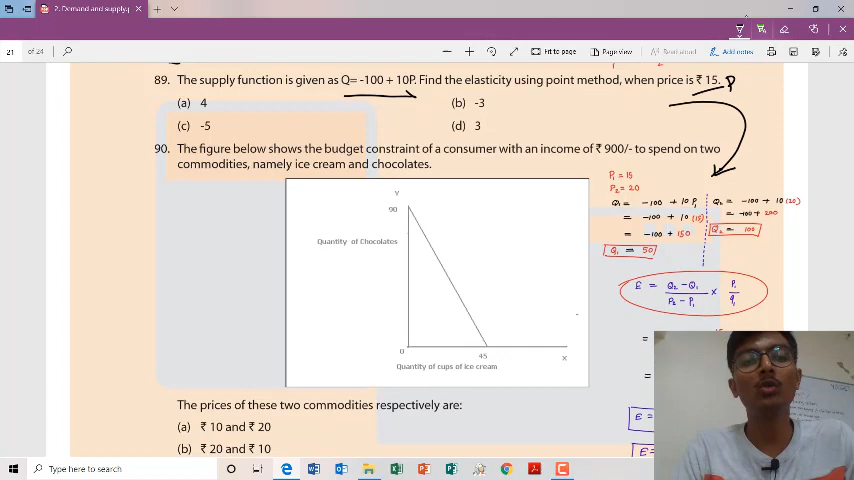 2. Demand and supply.p
21 of 24
Fit to page
Page view
Read aloud
Add notes
89. The supply function is given as Q= -100 + 10P. Find the elasticity using point method, when price is ₹ 15. P
(a) 4
(b) -3
(c) -5
(d) 3
90. The figure below shows the budget constraint of a consumer with an income of ₹ 900/- to spend on two
commodities, namely ice cream and chocolates.
Y
90
Quantity of Chocolates
0
45
X
Quantity of cups of ice cream
P₁ = 15
P₂ = 20
Q₁ = -100 + 10 P₁
= -100 + 10 (15)
= -100 + 150
Q₁ = 50
Q₂ = -100 + 10 (20)
= -100 + 200
Q₂ = 100
E = Q₂ - Q₁ / P₂ - P₁ × P₁ / q₁
=
=
E =
E =
The prices of these two commodities respectively are:
(a) ₹ 10 and ₹ 20
(b) ₹ 20 and ₹ 10
Type here to search